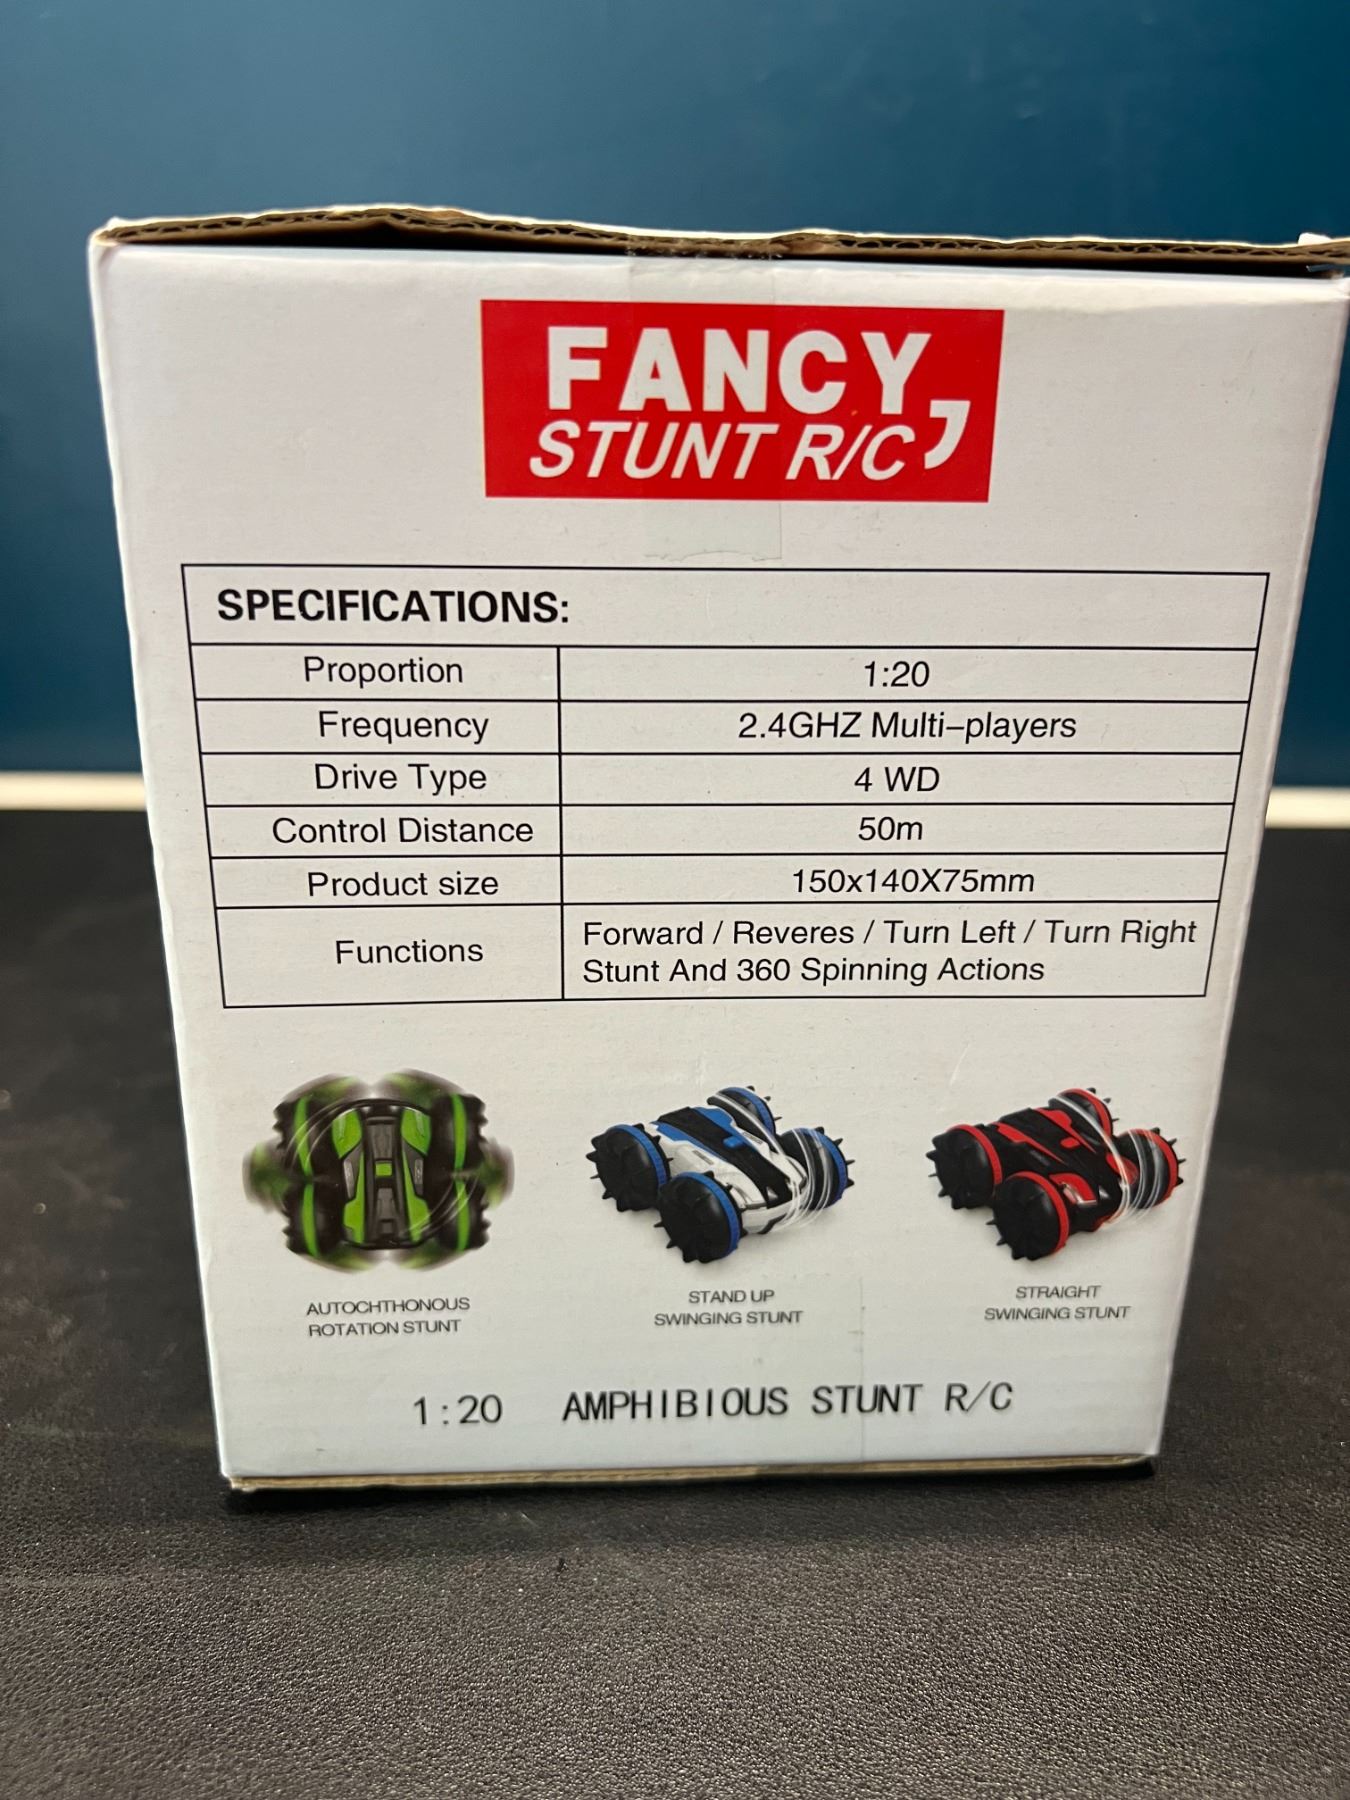 FANCY,
STUNT R/C
SPECIFICATIONS:
Proportion 1:20
Frequency 2.4GHZ Multi-players
Drive Type 4 WD
Control Distance 50m
Product size 150x140X75mm
Functions Forward / Reveres / Turn Left / Turn Right
Stunt And 360 Spinning Actions
AUTOCHTHONOUS
ROTATION STUNT
STAND UP
SWINGING STUNT
STRAIGHT
SWINGING STUNT
1:20 AMPHIBIOUS STUNT R/C